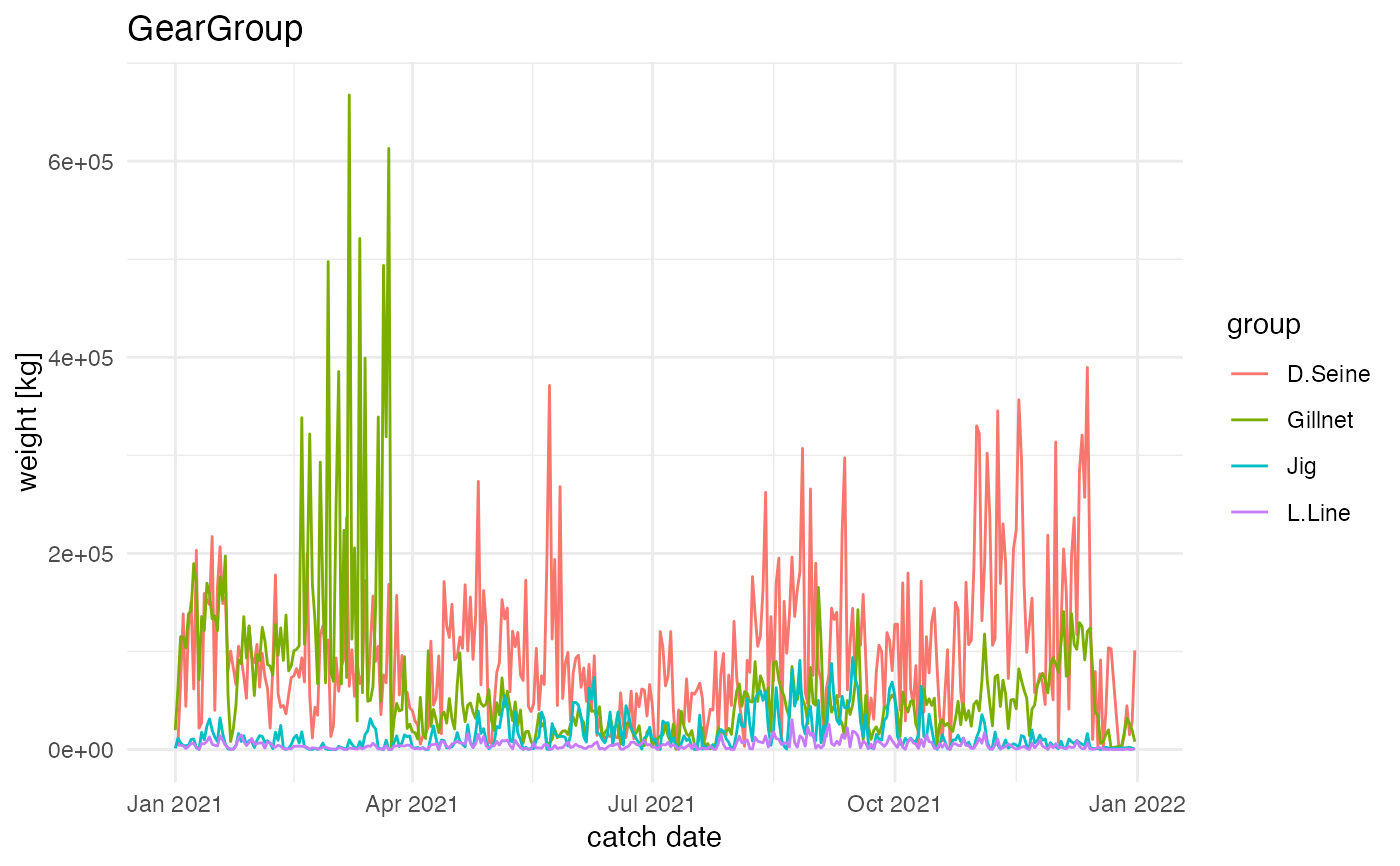 GearGroup
weight [kg]
6e+05
4e+05
2e+05
0e+00
Jan 2021
Apr 2021
Jul 2021
Oct 2021
Jan 2022
catch date
group
D.Seine
Gillnet
Jig
L.Line